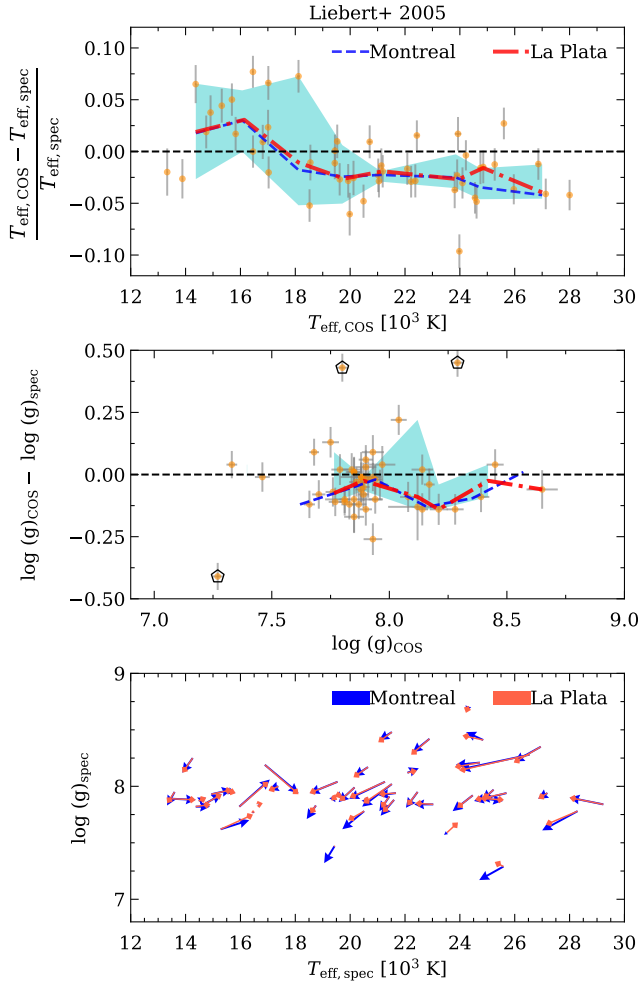 Liebert+ 2005
Montreal La Plata
0.10
0.05
0.00
−0.05
−0.10
(T_eff, COS − T_eff, spec) / T_eff, spec
12 14 16 18 20 22 24 26 28 30
T_eff, COS [10³ K]
0.50
0.25
0.00
−0.25
−0.50
log (g)_COS − log (g)_spec
7.0 7.5 8.0 8.5 9.0
log (g)_COS
Montreal La Plata
9
8
7
log (g)_spec
12 14 16 18 20 22 24 26 28 30
T_eff, spec [10³ K]